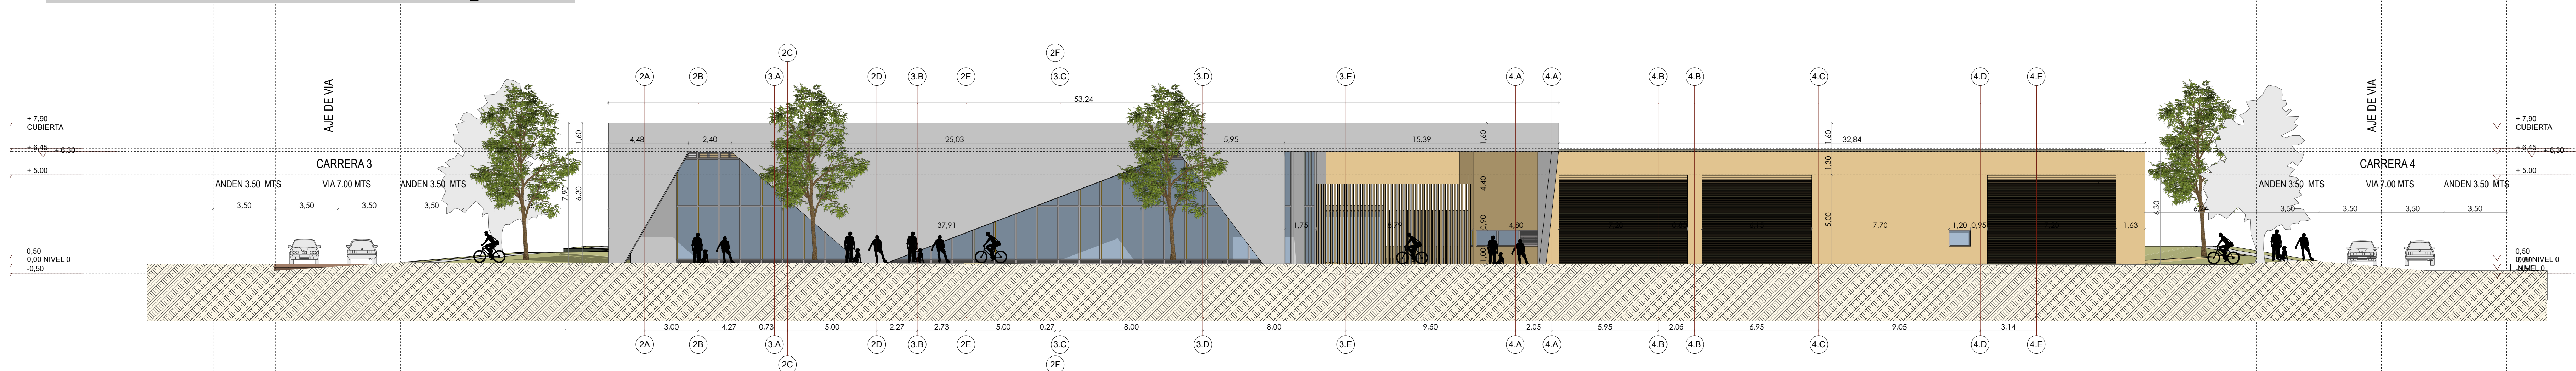 2C
2F
2A
2B
3.A
2D
3.B
2E
3.C
3.D
3.E
4.A
4.A
4.B
4.B
4.C
4.D
4.E
AJE DE VIA
AJE DE VIA
53,24
+ 7,90
CUBIERTA
+ 6,45
+ 6,30
+ 5.00
CARRERA 3
ANDEN 3.50 MTS
VIA 7.00 MTS
ANDEN 3.50 MTS
3,50
3,50
3,50
3,50
7,90
1,60
6,30
4,48
2,40
25,03
5,95
15,39
1,60
1,60
32,84
1,30
4,40
37,91
1,75
8,79
0,90
4,80
1,00
5,00
7,70
1,20
0,95
1,63
6,30
+ 7,90
CUBIERTA
+ 6,45
+ 6,30
+ 5.00
CARRERA 4
ANDEN 3.50 MTS
VIA 7.00 MTS
ANDEN 3.50 MTS
3,50
3,50
3,50
3,50
0,50
0,00 NIVEL 0
-0,50
0,50
NIVEL 0
3,00
4,27
0,73
5,00
2,27
2,73
5,00
0,27
8,00
8,00
9,50
2,05
5,95
2,05
6,95
9,05
3,14
2A
2B
3.A
2D
3.B
2E
3.C
3.D
3.E
4.A
4.A
4.B
4.B
4.C
4.D
4.E
2C
2F